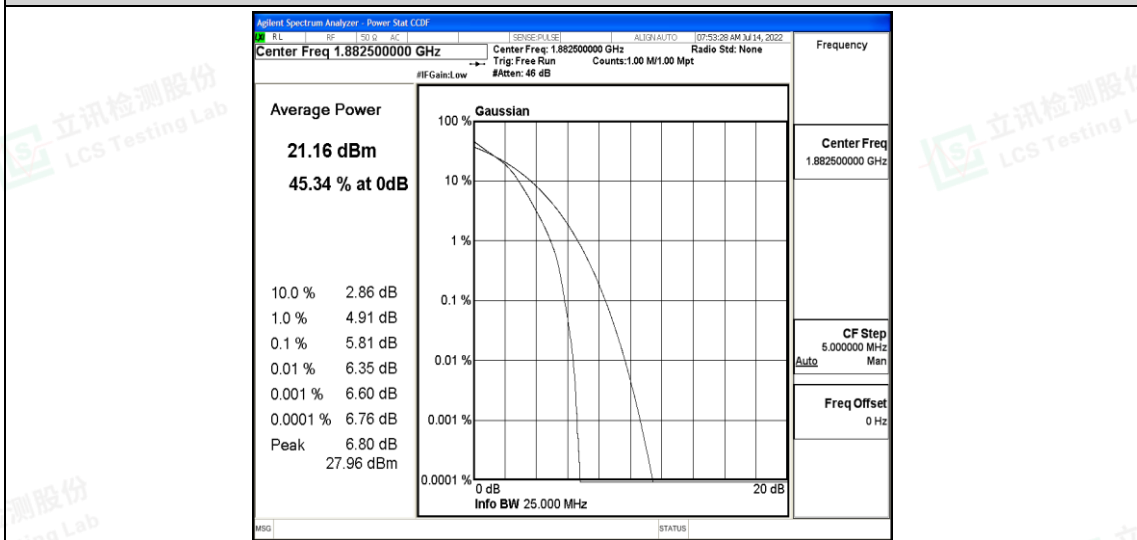 Agilent Spectrum Analyzer - Power Stat CCDF
RL RF 50 Ω AC SENSE:PULSE ALIGN AUTO 07:53:28 AM Jul 14, 2022
Center Freq 1.882500000 GHz
Center Freq: 1.882500000 GHz Radio Std: None
Trig: Free Run Counts:1.00 M/1.00 Mpt
#IFGain:Low #Atten: 46 dB
Frequency
Average Power
21.16 dBm
45.34 % at 0dB
10.0 % 2.86 dB
1.0 % 4.91 dB
0.1 % 5.81 dB
0.01 % 6.35 dB
0.001 % 6.60 dB
0.0001 % 6.76 dB
Peak 6.80 dB
27.96 dBm
Gaussian
100 %
10 %
1 %
0.1 %
0.01 %
0.001 %
0.0001 %
0 dB 20 dB
Info BW 25.000 MHz
Center Freq
1.882500000 GHz
CF Step
5.000000 MHz
Auto Man
Freq Offset
0 Hz
MSG STATUS
立讯检测股份
LCS Testing Lab
立讯检测股份
LCS Testing L
测股份
ing Lab